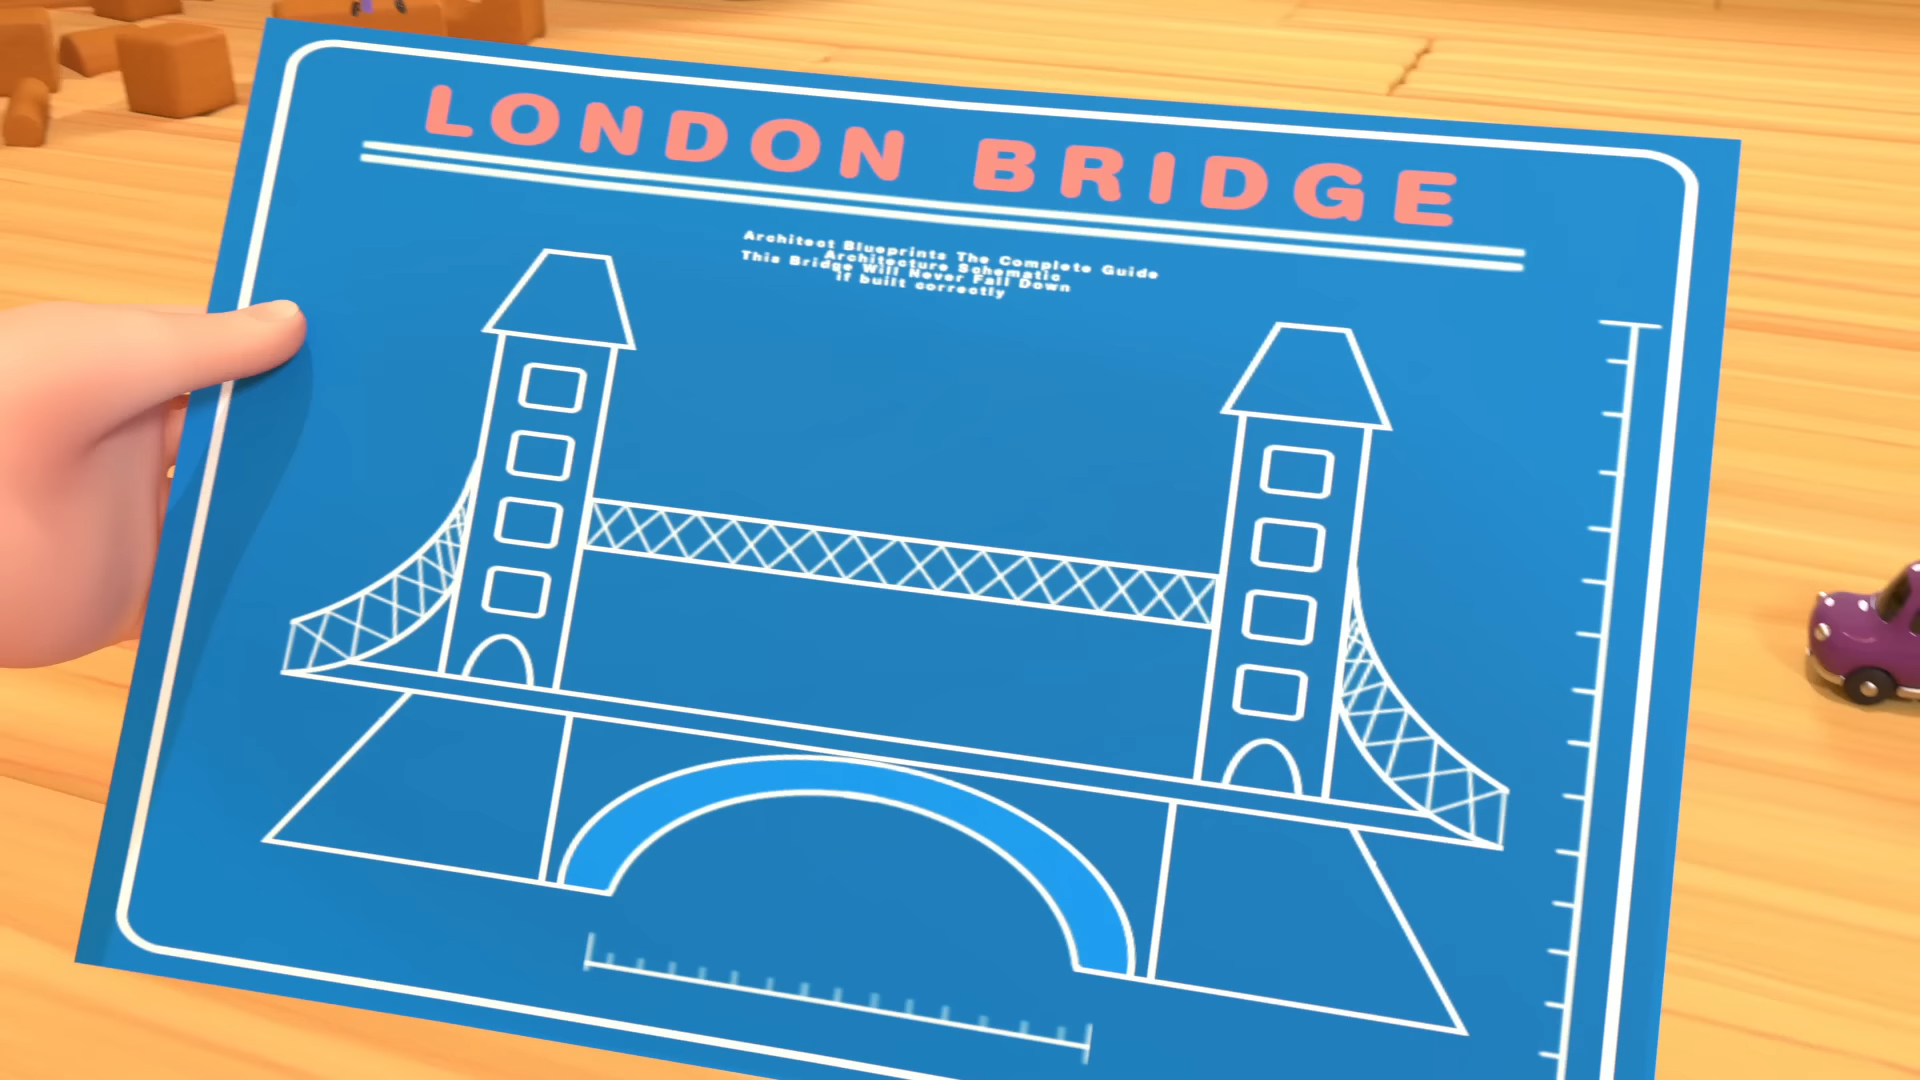 LONDON BRIDGE
Architect Blueprints The Complete Guide
Architecture Schematic
This Bridge Will Never Fall Down
if built correctly